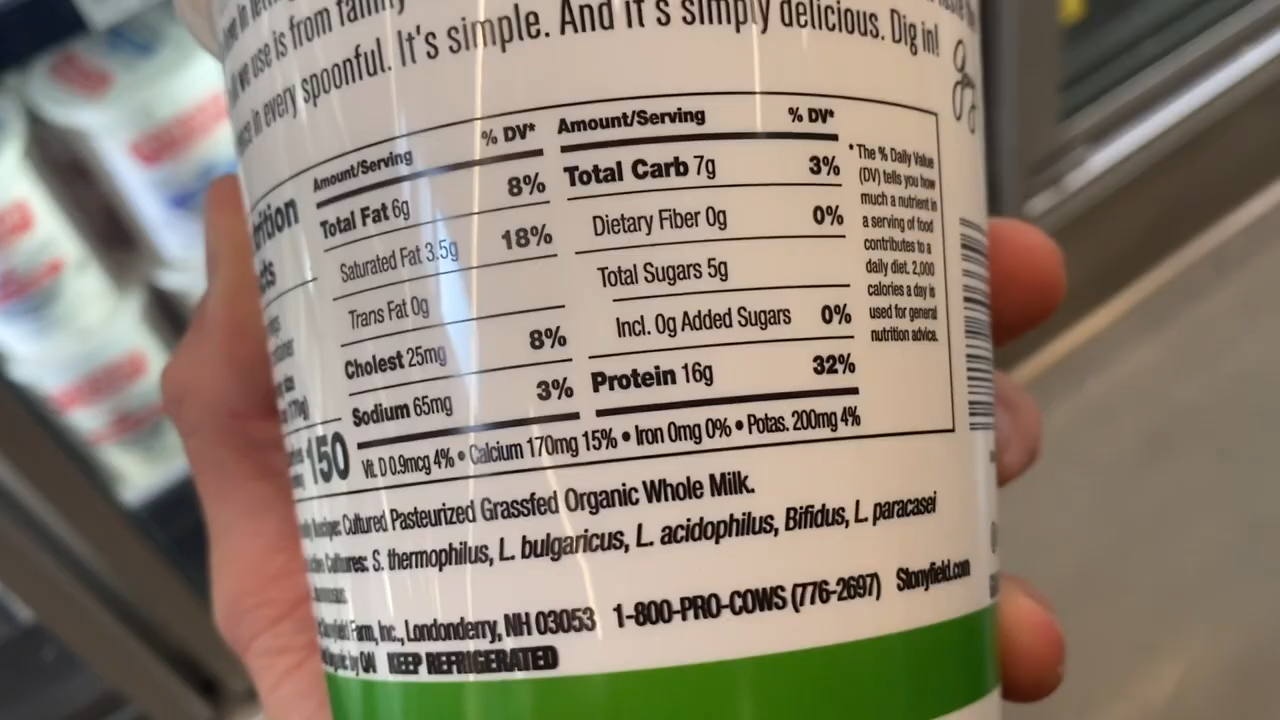 use is from family
in every spoonful. It's simple. And it's simply delicious. Dig in!
Amount/Serving % DV*
Total Fat 6g 8%
Saturated Fat 3.5g 18%
Trans Fat 0g
Cholest 25mg 8%
Sodium 65mg 3%
Amount/Serving % DV*
Total Carb 7g 3%
Dietary Fiber 0g 0%
Total Sugars 5g
Incl. 0g Added Sugars 0%
Protein 16g 32%
* The % Daily Value
(DV) tells you how
much a nutrient in
a serving of food
contributes to a
daily diet. 2,000
calories a day is
used for general
nutrition advice.
150
Vit. D 0.9mcg 4% • Calcium 170mg 15% • Iron 0mg 0% • Potas. 200mg 4%
Cultured Pasteurized Grassfed Organic Whole Milk.
Cultures: S. thermophilus, L. bulgaricus, L. acidophilus, Bifidus, L. paracasei
Farm, Inc., Londonderry, NH 03053 1-800-PRO-COWS (776-2697) Stonyfield.com
KEEP REFRIGERATED